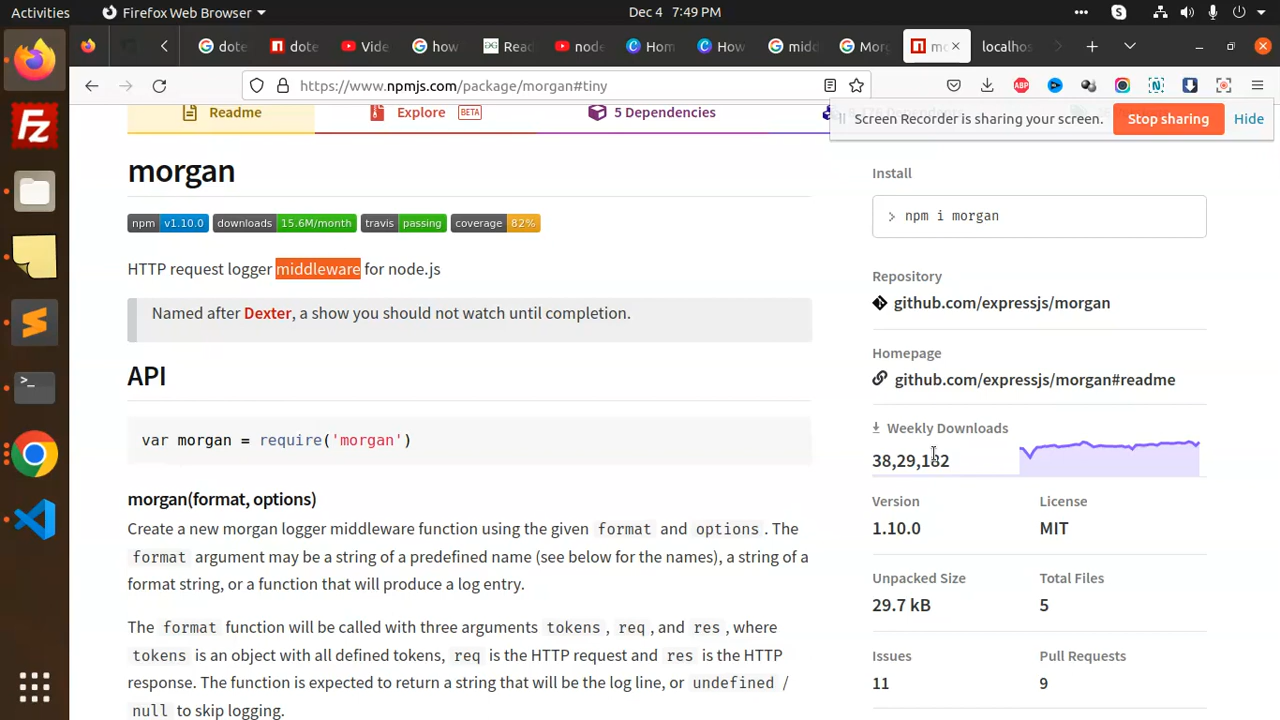 Activities
Firefox Web Browser
Dec 4 7:49 PM
dote
dote
Vide
how
Read
node
Hom
How
midd
Morg
mo
localhos
https://www.npmjs.com/package/morgan#tiny
Readme
Explore BETA
5 Dependencies
Screen Recorder is sharing your screen.
Stop sharing
Hide
morgan
npm v1.10.0 downloads 15.6M/month travis passing coverage 82%
HTTP request logger middleware for node.js
Named after Dexter, a show you should not watch until completion.
API
var morgan = require('morgan')
morgan(format, options)
Create a new morgan logger middleware function using the given format and options. The
format argument may be a string of a predefined name (see below for the names), a string of a
format string, or a function that will produce a log entry.
The format function will be called with three arguments tokens, req, and res, where
tokens is an object with all defined tokens, req is the HTTP request and res is the HTTP
response. The function is expected to return a string that will be the log line, or undefined /
null to skip logging.
Install
> npm i morgan
Repository
github.com/expressjs/morgan
Homepage
github.com/expressjs/morgan#readme
Weekly Downloads
38,29,182
Version
License
1.10.0
MIT
Unpacked Size
Total Files
29.7 kB
5
Issues
Pull Requests
11
9